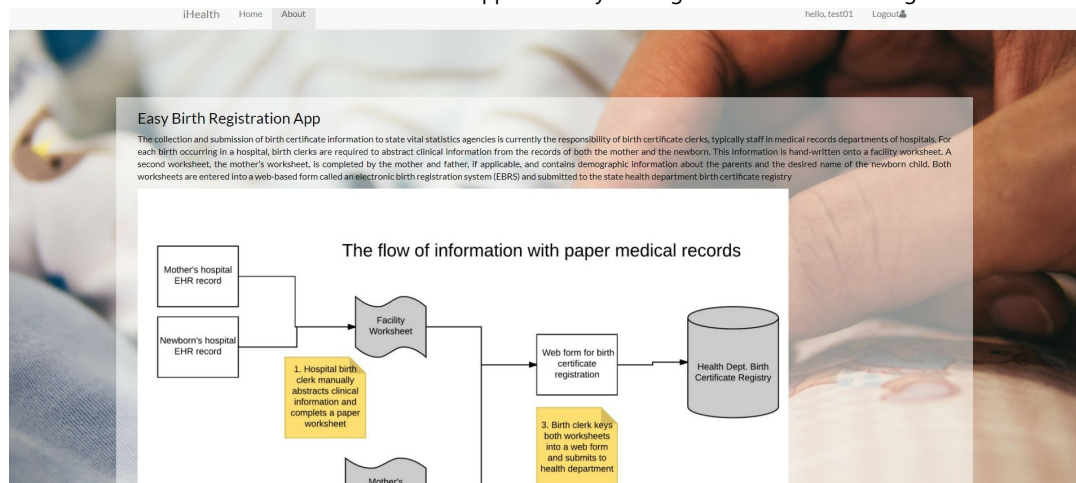 iHealth Home About hello, test01 Logout
Easy Birth Registration App
The collection and submission of birth certificate information to state vital statistics agencies is currently the responsibility of birth certificate clerks, typically staff in medical records departments of hospitals. For
each birth occurring in a hospital, birth clerks are required to abstract clinical information from the records of both the mother and the newborn. This information is hand-written onto a facility worksheet. A
second worksheet, the mother's worksheet, is completed by the mother and father, if applicable, and contains demographic information about the parents and the desired name of the newborn child. Both
worksheets are entered into a web-based form called an electronic birth registration system (EBRS) and submitted to the state health department birth certificate registry
The flow of information with paper medical records
Mother's hospital
EHR record
Newborn's hospital
EHR record
Facility
Worksheet
1. Hospital birth
clerk manually
abstracts clinical
information and
complets a paper
worksheet
Web form for birth
certificate
registration
Health Dept. Birth
Certificate Registry
3. Birth clerk keys
both worksheets
into a web form
and submits to
health department
Mother's